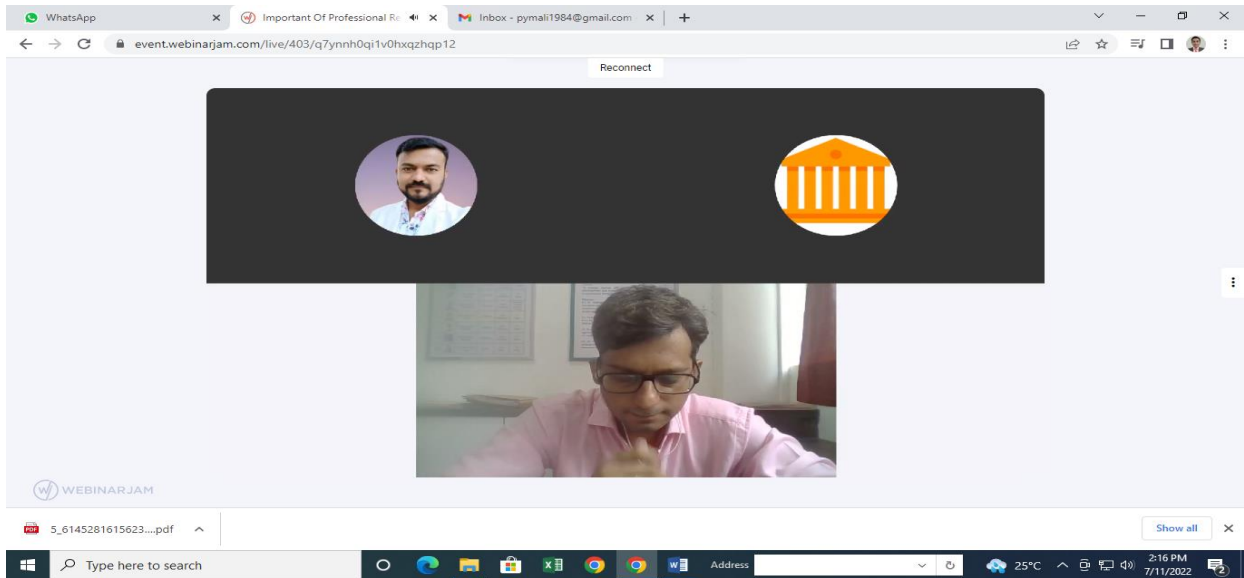 WhatsApp
Important Of Professional Re
Inbox - pymali1984@gmail.com
event.webinarjam.com/live/403/q7ynnh0qi1v0hxqzhqp12
Reconnect
WEBINARJAM
5_6145281615623....pdf
Show all
Type here to search
Address
25°C
2:16 PM
7/11/2022
2